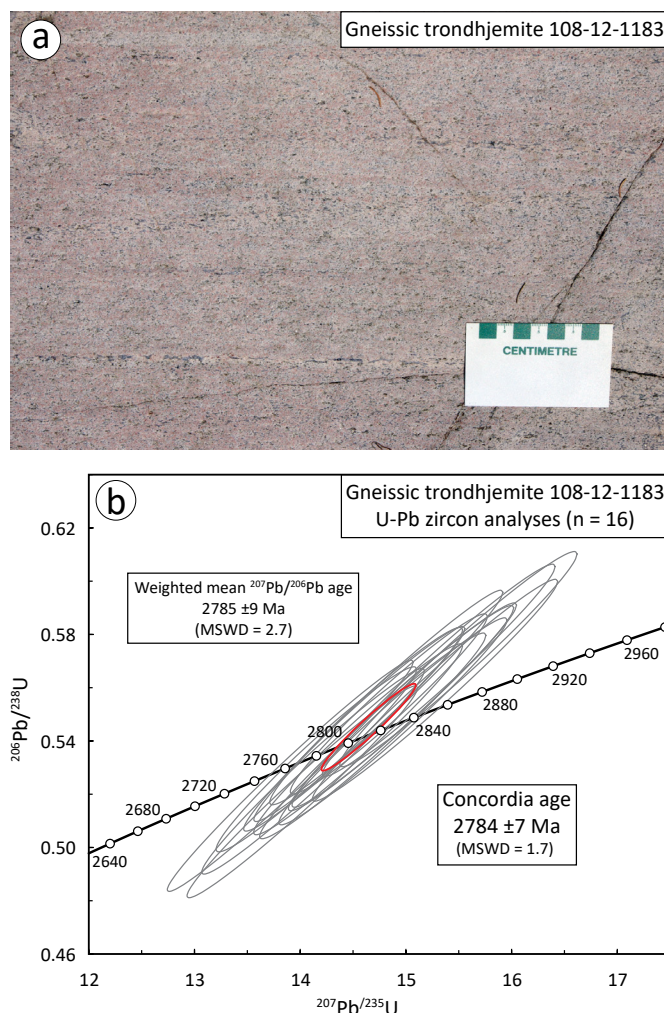 a
Gneissic trondhjemite 108-12-1183
CENTIMETRE
b
Gneissic trondhjemite 108-12-1183
U-Pb zircon analyses (n = 16)
Weighted mean ²⁰⁷Pb/²⁰⁶Pb age
2785 ±9 Ma
(MSWD = 2.7)
0.62
0.58
0.54
0.50
0.46
²⁰⁶Pb/²³⁸U
2640
2680
2720
2760
2800
2840
2880
2920
2960
Concordia age
2784 ±7 Ma
(MSWD = 1.7)
12
13
14
15
16
17
²⁰⁷Pb/²³⁵U